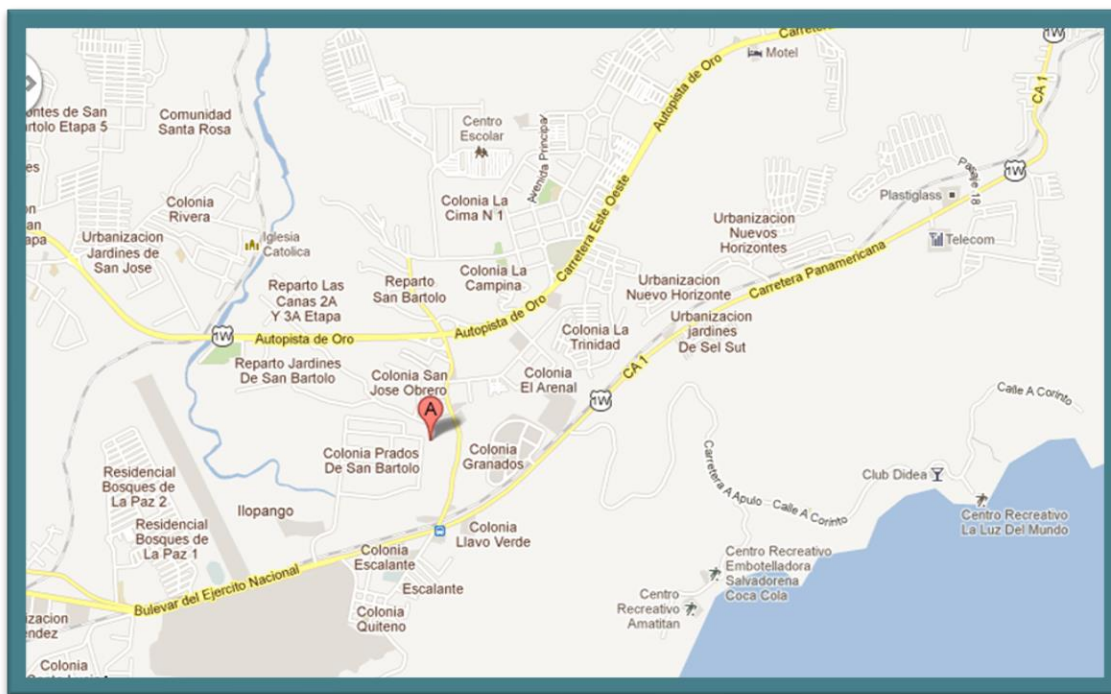 Carretera
1W
Motel
CA 1
Autopista de Oro
Comunidad
Santa Rosa
Centro
Escolar
Avenida Principal
1W
Pasaje 18
Plastiglass
Telecom
Colonia
Rivera
Colonia La
Cima N 1
Iglesia
Catolica
Urbanizacion
Jardines de
San Jose
Urbanizacion
Nuevos
Horizontes
Carretera Este Oeste
Carretera Panamericana
Reparto Las
Canas 2A
Y 3A Etapa
Reparto
San Bartolo
Colonia La
Campina
Urbanizacion
Nuevo Horizonte
Urbanizacion
jardines
De Sel Sut
1W
Autopista de Oro
Autopista de Oro
Colonia La
Trinidad
Reparto Jardines
De San Bartolo
Colonia San
Jose Obrero
Colonia
El Arenal
CA 1
1W
A
Calle A Corinto
Colonia Prados
De San Bartolo
Colonia
Granados
Residencial
Bosques de
La Paz 2
Ilopango
Residencial
Bosques de
La Paz 1
Carretera A Apulo
Calle A Corinto
Club Didea
Centro Recreativo
La Luz Del Mundo
Colonia
Llavo Verde
Colonia
Escalante
Escalante
Bulevar del Ejercito Nacional
Colonia
Quiteno
Centro Recreativo
Embotelladora
Salvadorena
Coca Cola
Centro
Recreativo
Amatitan
Colonia